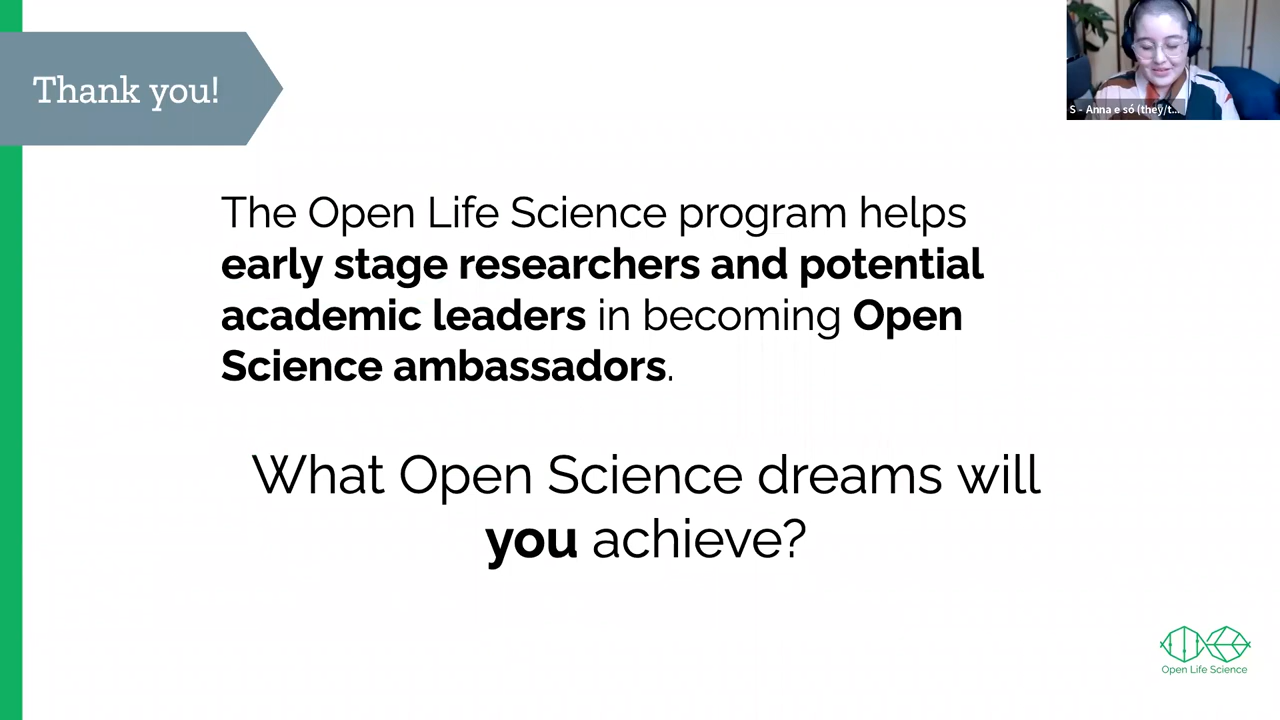 Thank you!
S - Anna e só (they/t...
The Open Life Science program helps
early stage researchers and potential
academic leaders in becoming Open
Science ambassadors.
What Open Science dreams will
you achieve?
Open Life Science